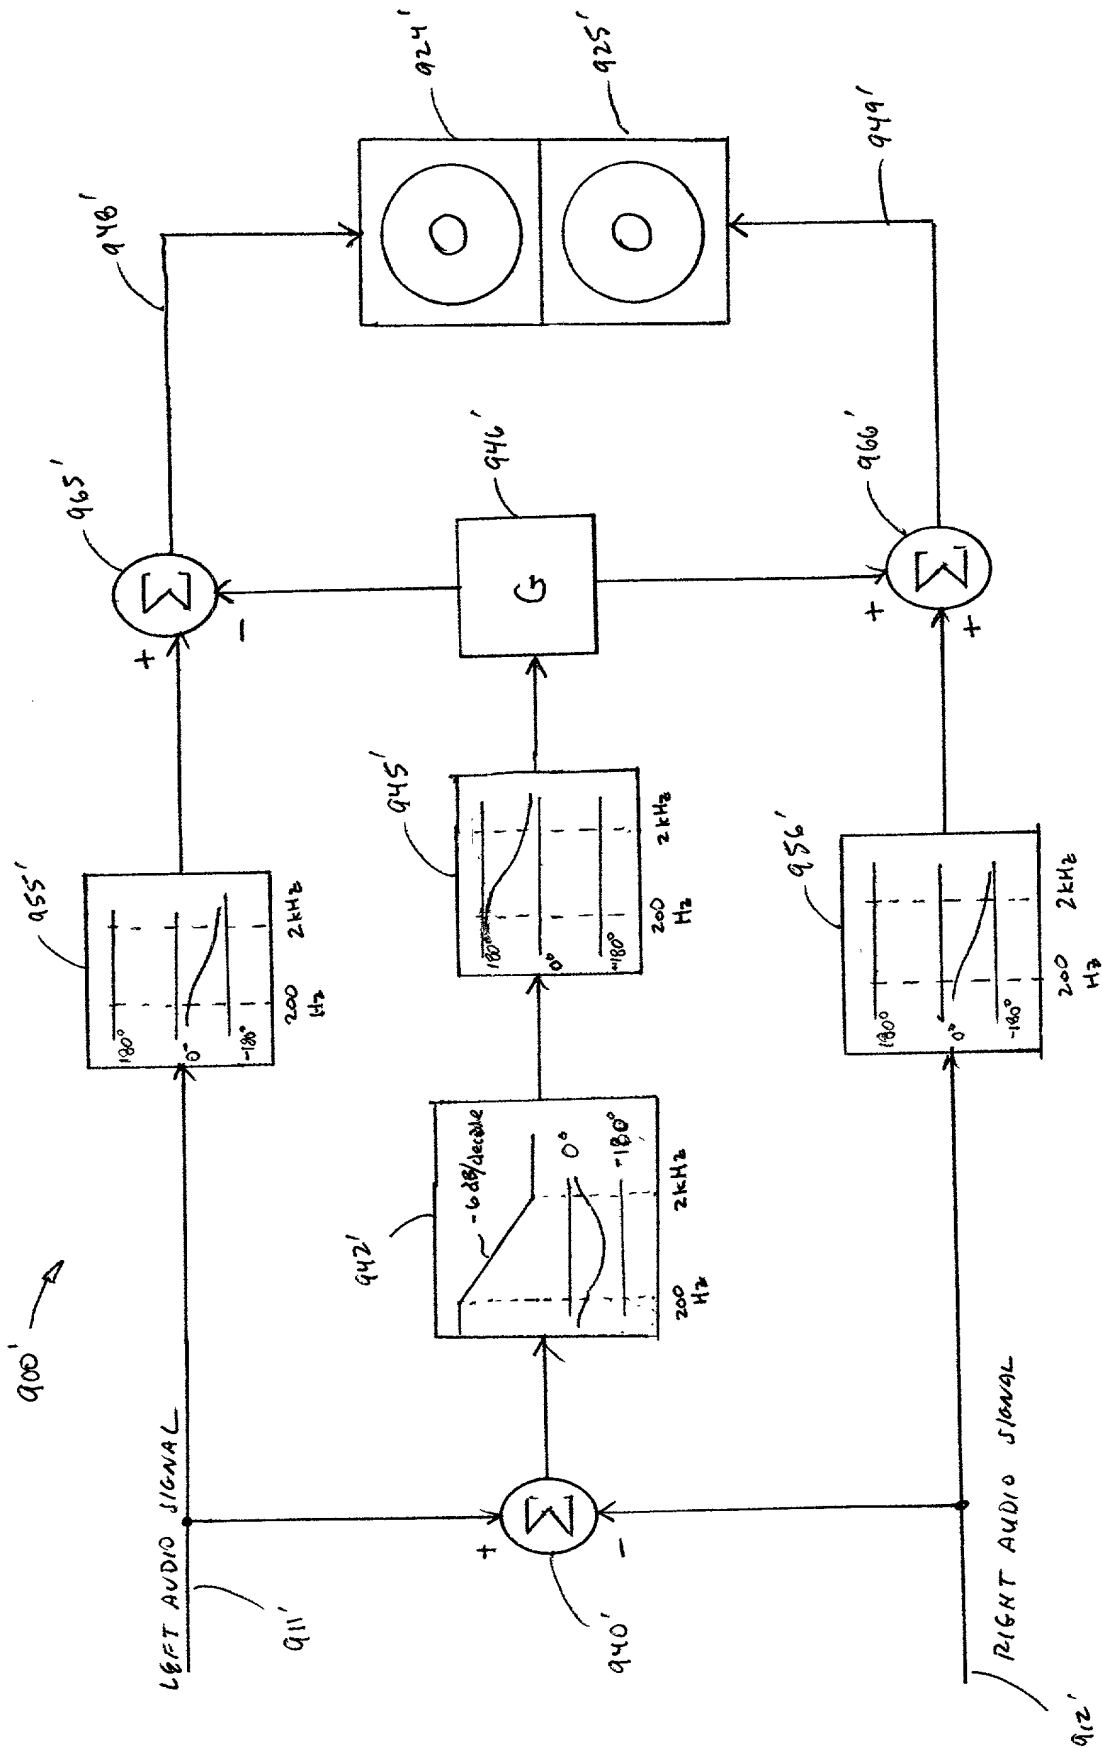 900'
LEFT AUDIO SIGNAL
911'
955'
180°
0°
-180°
200
Hz
2kHz
965'
Σ
+
-
948'
940'
Σ
+
-
942'
-6 dB/decade
0°
-180°
200
Hz
2kHz
945'
180°
0°
-180°
200
Hz
2kHz
946'
G
924'
925'
RIGHT AUDIO SIGNAL
912'
956'
180°
0°
-180°
200
Hz
2kHz
966'
Σ
+
+
949'